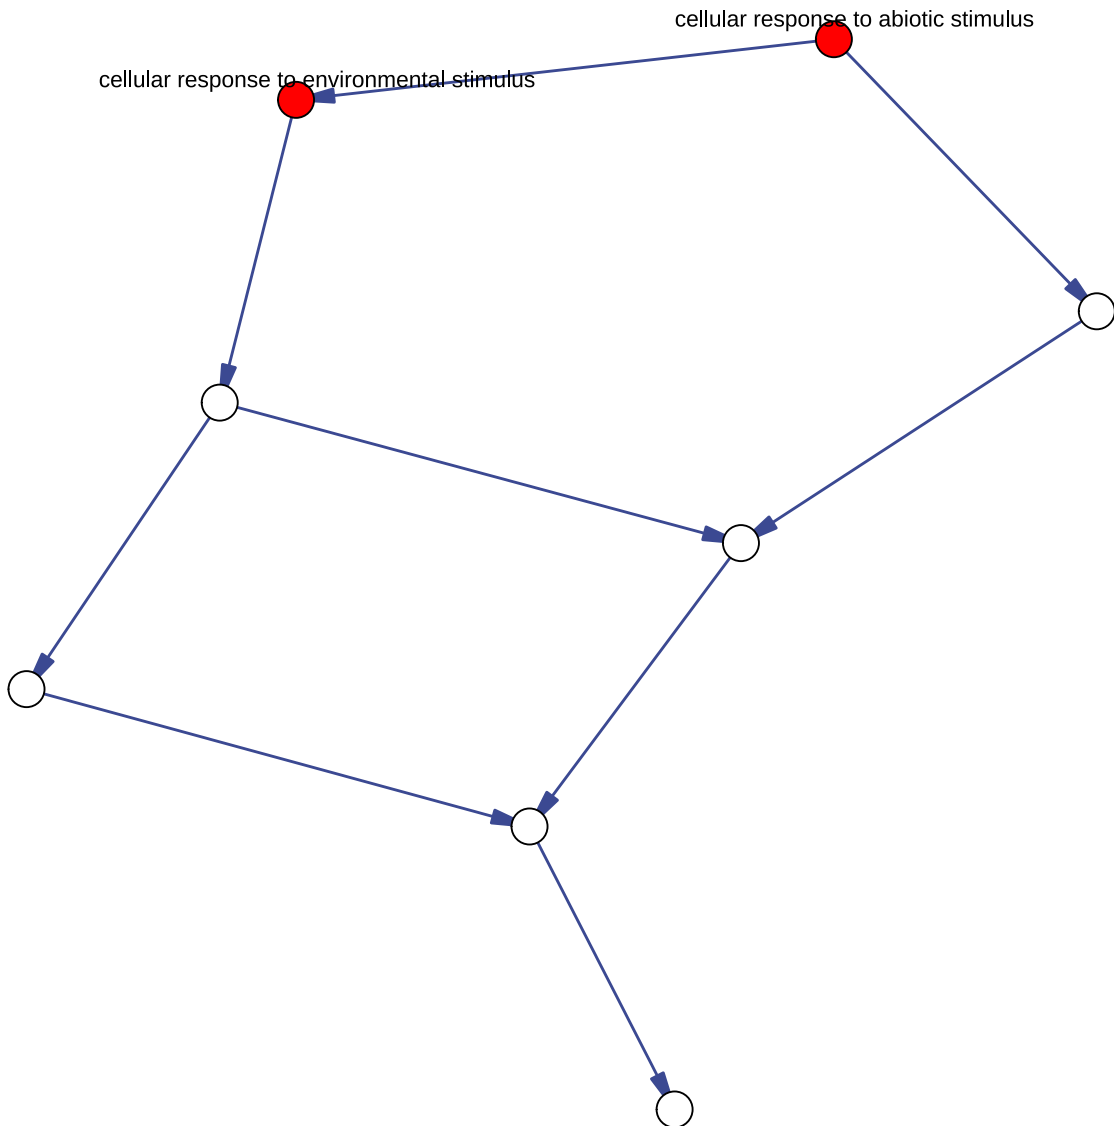 cellular response to abiotic stimulus
cellular response to environmental stimulus